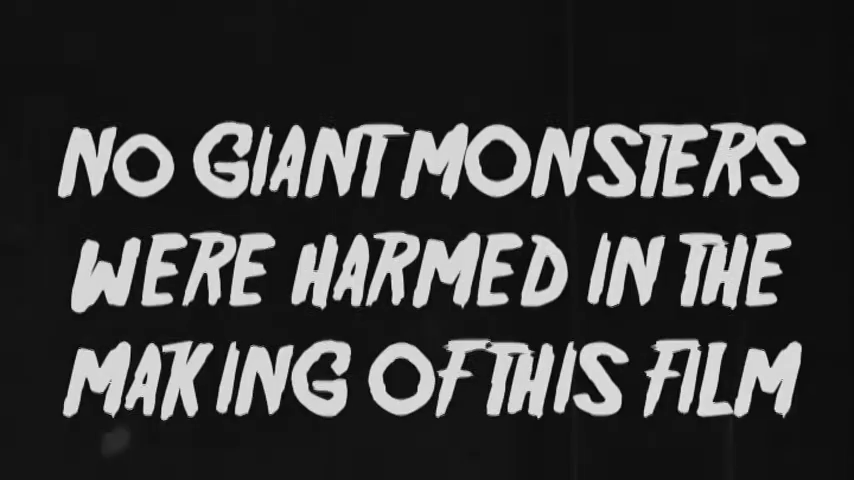 NO GIANT MONSTERS
WERE HARMED IN THE
MAKING OF THIS FILM